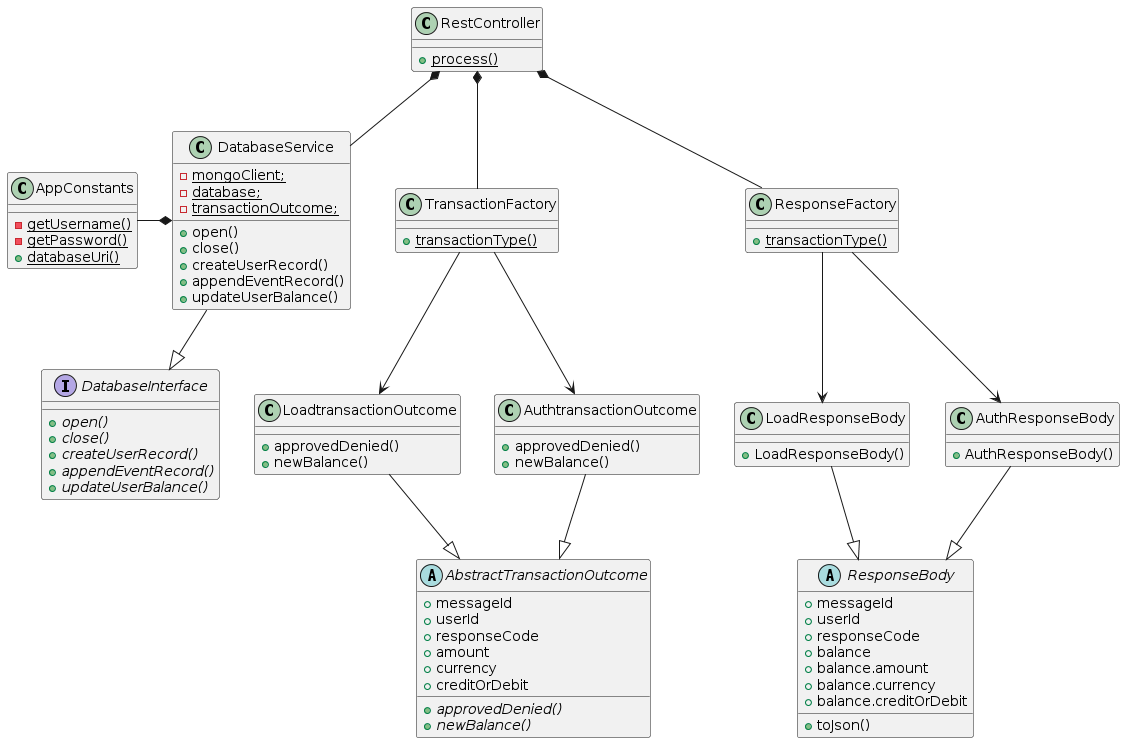 C RestController
process()
C DatabaseService
mongoClient;
database;
transactionOutcome;
open()
close()
createUserRecord()
appendEventRecord()
updateUserBalance()
C AppConstants
getUsername()
getPassword()
databaseUri()
C TransactionFactory
transactionType()
C ResponseFactory
transactionType()
I DatabaseInterface
open()
close()
createUserRecord()
appendEventRecord()
updateUserBalance()
C LoadtransactionOutcome
approvedDenied()
newBalance()
C AuthtransactionOutcome
approvedDenied()
newBalance()
C LoadResponseBody
LoadResponseBody()
C AuthResponseBody
AuthResponseBody()
A AbstractTransactionOutcome
messageId
userId
responseCode
amount
currency
creditOrDebit
approvedDenied()
newBalance()
A ResponseBody
messageId
userId
responseCode
balance
balance.amount
balance.currency
balance.creditOrDebit
toJson()